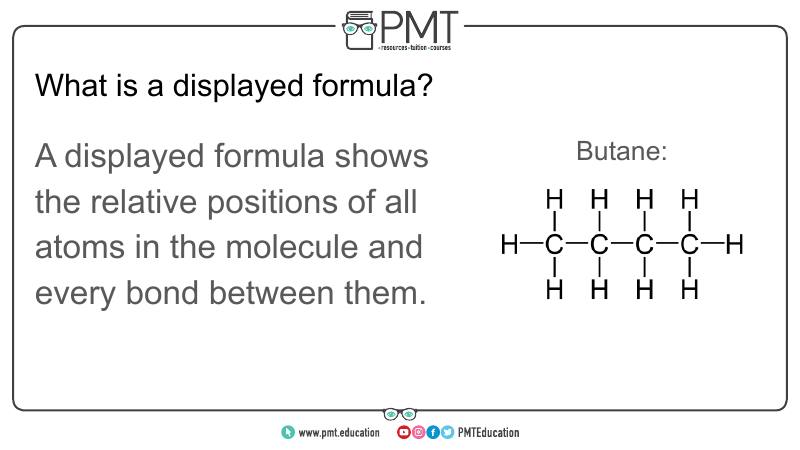 PMT
resources•tuition•courses
What is a displayed formula?
A displayed formula shows
the relative positions of all
atoms in the molecule and
every bond between them.
Butane:
H H H H
H—C—C—C—C—H
H H H H
www.pmt.education
PMTEducation